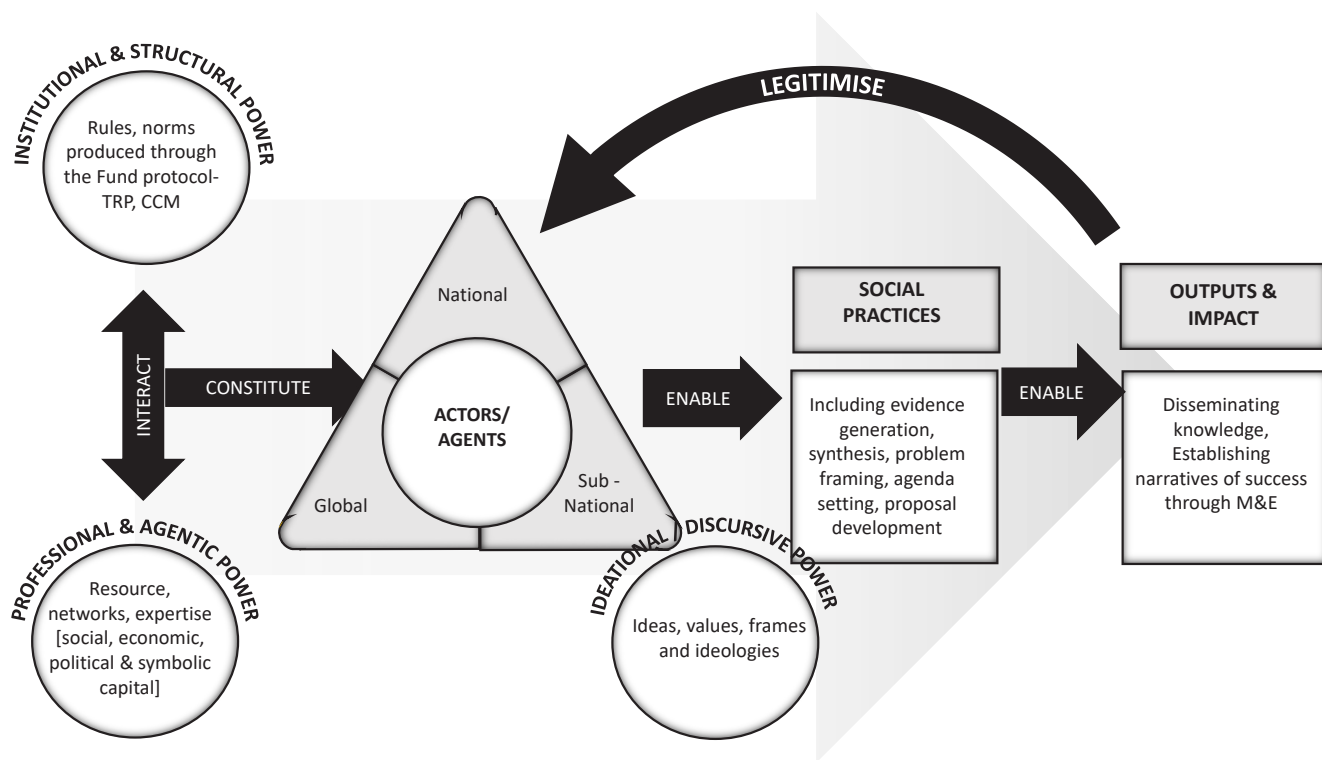 INSTITUTIONAL & STRUCTURAL POWER
Rules, norms
produced through
the Fund protocol-
TRP, CCM
INTERACT
CONSTITUTE
PROFESSIONAL & AGENTIC POWER
Resource,
networks, expertise
[social, economic,
political & symbolic
capital]
National
Global
Sub -
National
ACTORS/
AGENTS
LEGITIMISE
ENABLE
IDEATIONAL / DISCURSIVE POWER
Ideas, values, frames
and ideologies
SOCIAL
PRACTICES
Including evidence
generation,
synthesis, problem
framing, agenda
setting, proposal
development
ENABLE
OUTPUTS &
IMPACT
Disseminating
knowledge,
Establishing
narratives of success
through M&E